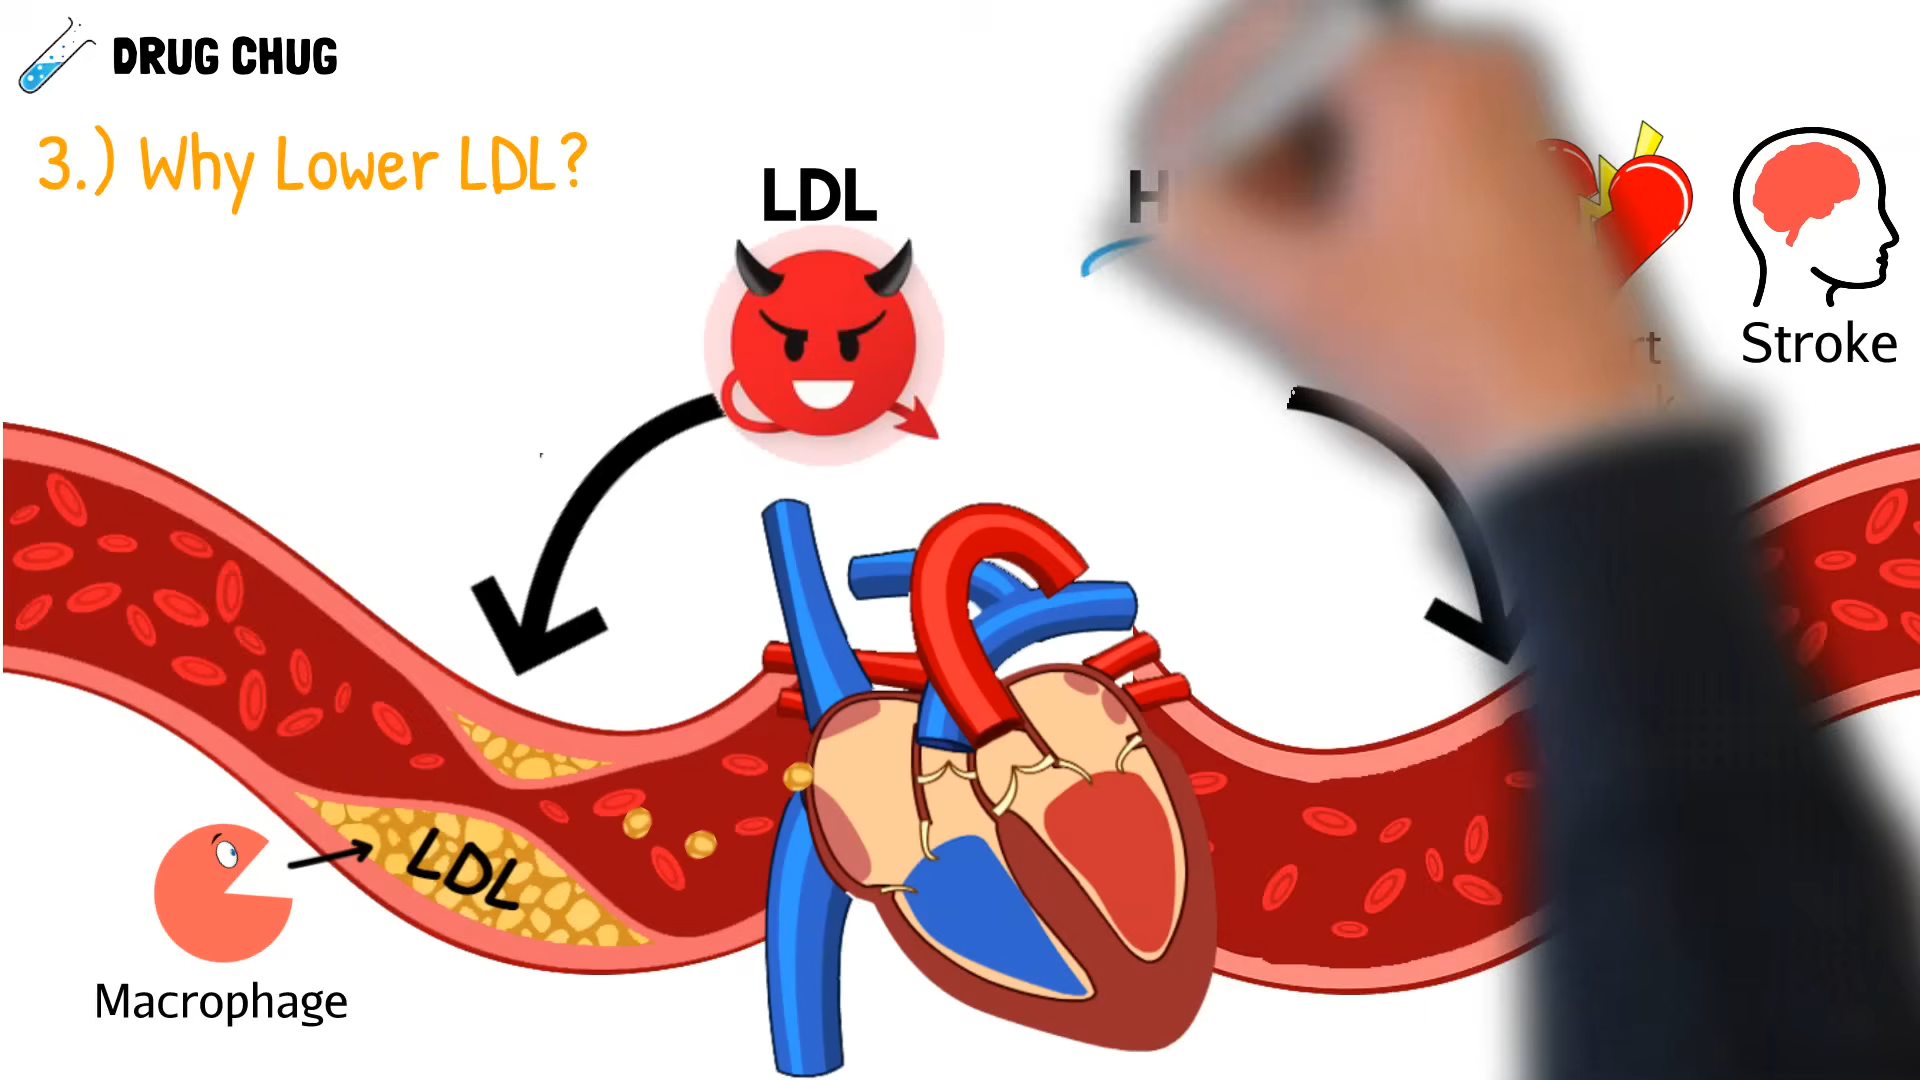 DRUG CHUG
3.) Why Lower LDL?
LDL
Stroke
LDL
Macrophage